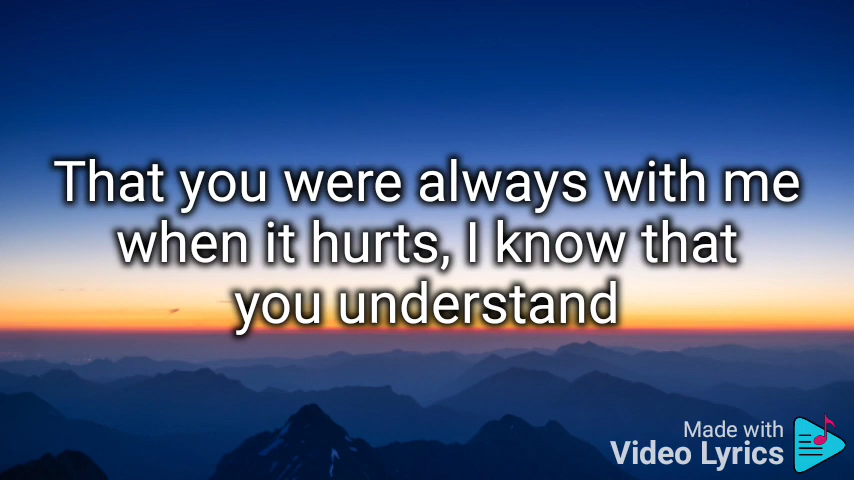 That you were always with me
when it hurts, I know that
you understand
Made with
Video Lyrics